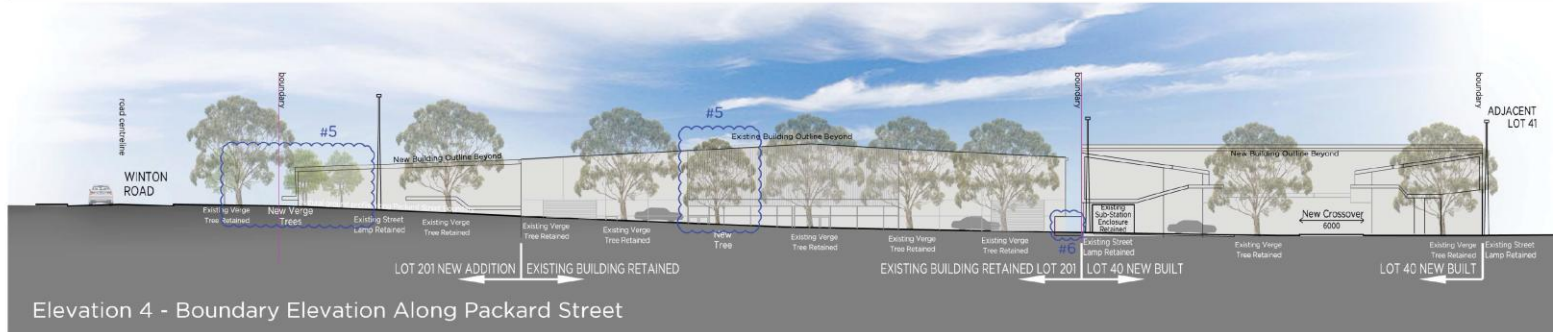 road centreline
boundary
boundary
boundary
ADJACENT
LOT 41
#5
#5
Existing Building Outline Beyond
New Building Outline Beyond
New Building Outline Beyond
WINTON
ROAD
Existing Verge
Tree Retained
New Verge
Trees
Existing Street
Lamp Retained
Existing Verge
Tree Retained
Existing Verge
Tree Retained
Existing Verge
Tree Retained
New
Tree
Existing Verge
Tree Retained
Existing Verge
Tree Retained
Existing Verge
Tree Retained
#6
Existing
Sub-Station
Enclosure
Retained
Existing Street
Lamp Retained
New Crossover
6000
Existing Verge
Tree Retained
Existing Verge
Tree Retained
Existing Street
Lamp Retained
LOT 201 NEW ADDITION
EXISTING BUILDING RETAINED
EXISTING BUILDING RETAINED LOT 201
LOT 40 NEW BUILT
LOT 40 NEW BUILT
Elevation 4 - Boundary Elevation Along Packard Street